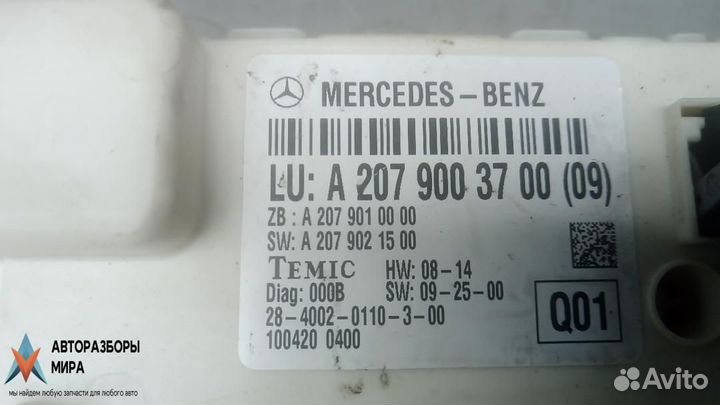 MERCEDES-BENZ
LU: A 207 900 37 00 (09)
ZB : A 207 901 00 00
SW: A 207 902 15 00
TEMIC HW: 08-14
Diag: 000B SW: 09-25-00
28-4002-0110-3-00
100420 0400
Q01
АВТОРАЗБОРЫ
МИРА
мы найдем любую запчасти для любого авто
Avito